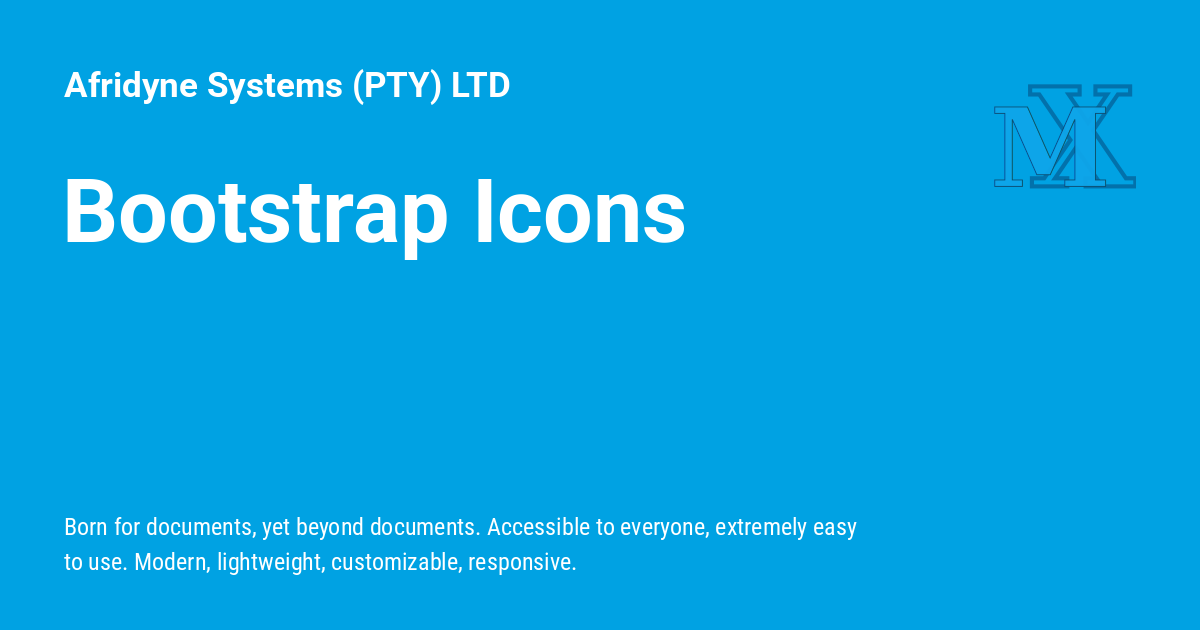 Afridyne Systems (PTY) LTD
MX
Bootstrap Icons
Born for documents, yet beyond documents. Accessible to everyone, extremely easy
to use. Modern, lightweight, customizable, responsive.